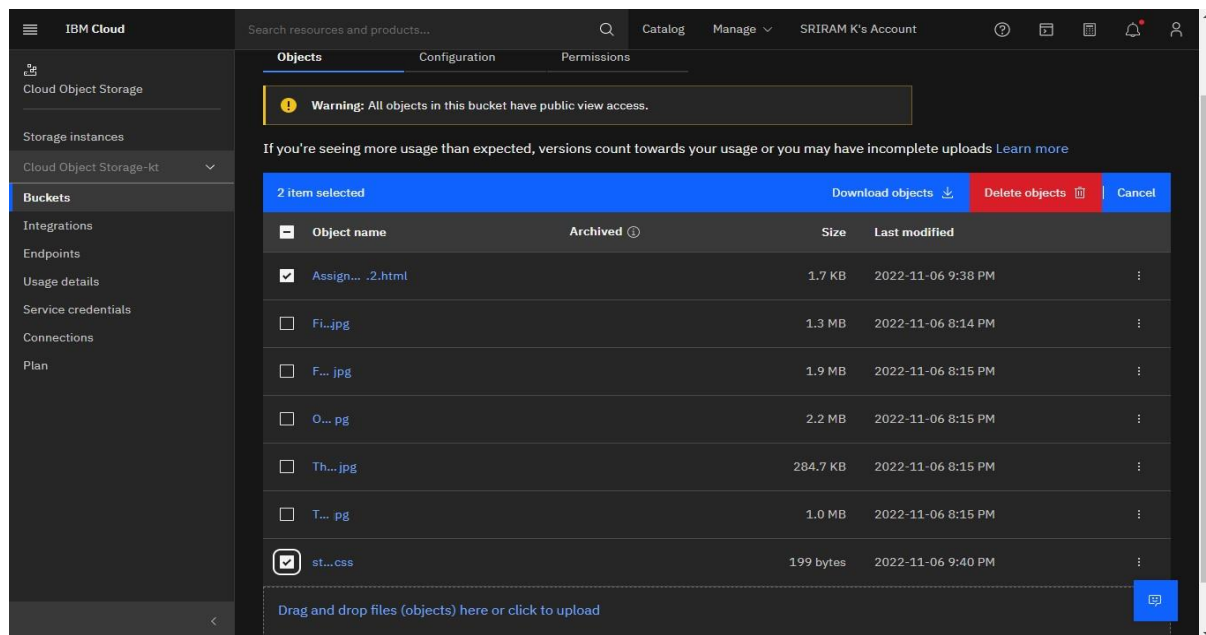 IBM Cloud
Search resources and products...
Catalog
Manage
SRIRAM K's Account
Cloud Object Storage
Storage instances
Cloud Object Storage-kt
Buckets
Integrations
Endpoints
Usage details
Service credentials
Connections
Plan
Objects Configuration Permissions
Warning: All objects in this bucket have public view access.
If you're seeing more usage than expected, versions count towards your usage or you may have incomplete uploads Learn more
2 item selected Download objects Delete objects Cancel
Object name Archived Size Last modified
Assign... .2.html 1.7 KB 2022-11-06 9:38 PM
Fi...jpg 1.3 MB 2022-11-06 8:14 PM
F... jpg 1.9 MB 2022-11-06 8:15 PM
O... pg 2.2 MB 2022-11-06 8:15 PM
Th... jpg 284.7 KB 2022-11-06 8:15 PM
T... pg 1.0 MB 2022-11-06 8:15 PM
st...css 199 bytes 2022-11-06 9:40 PM
Drag and drop files (objects) here or click to upload